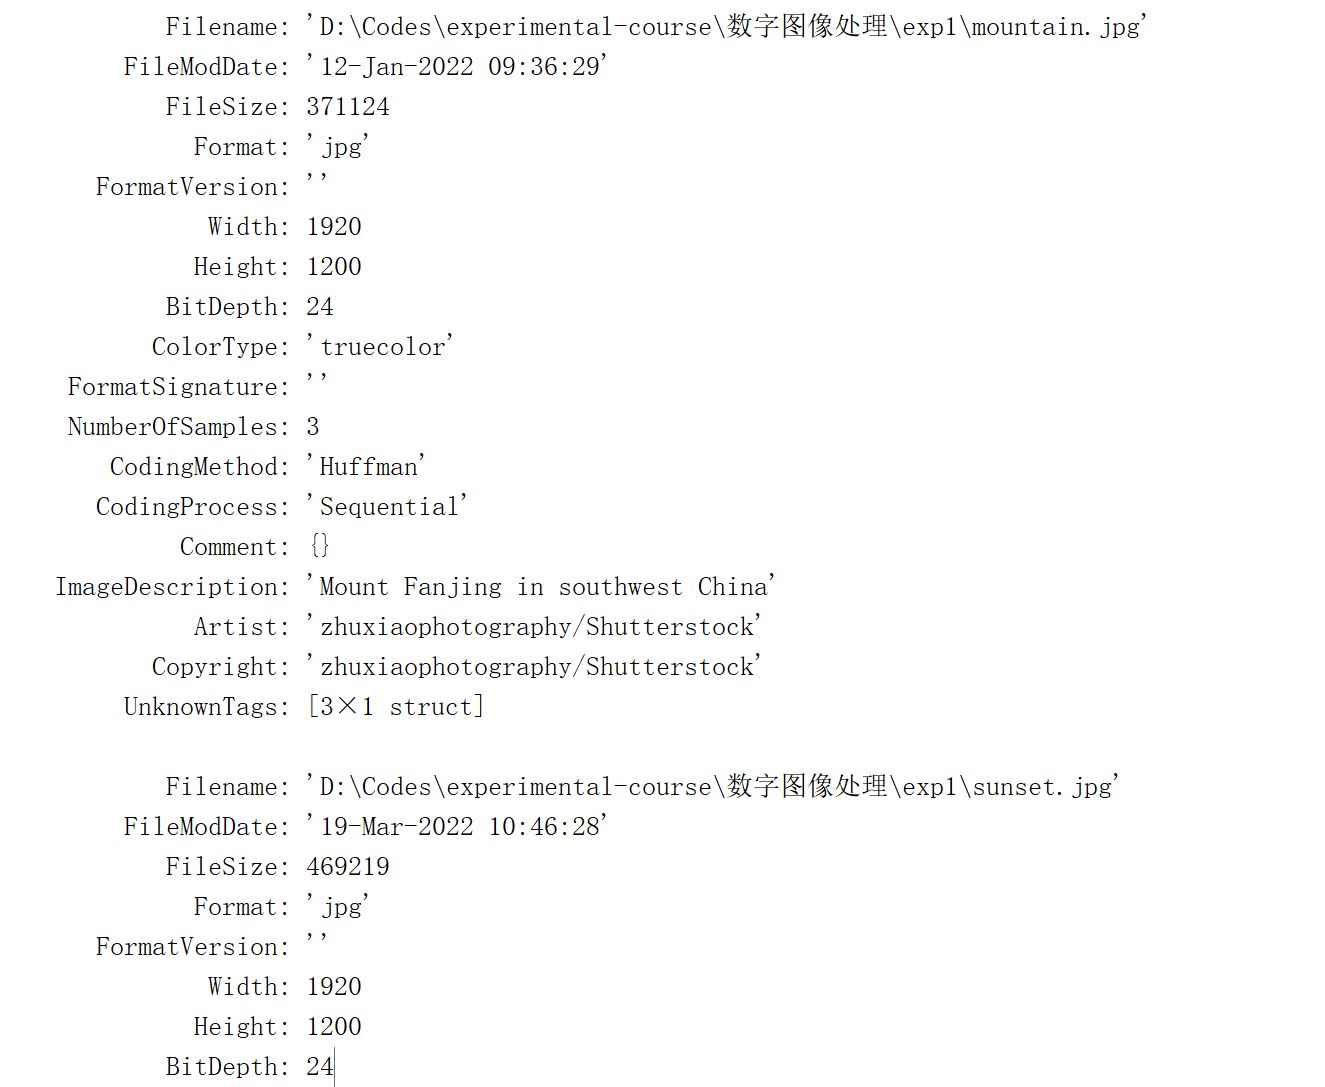 Filename: 'D:\Codes\experimental-course\数字图像处理\exp1\mountain.jpg'
FileModDate: '12-Jan-2022 09:36:29'
FileSize: 371124
Format: 'jpg'
FormatVersion: ''
Width: 1920
Height: 1200
BitDepth: 24
ColorType: 'truecolor'
FormatSignature: ''
NumberOfSamples: 3
CodingMethod: 'Huffman'
CodingProcess: 'Sequential'
Comment: {}
ImageDescription: 'Mount Fanjing in southwest China'
Artist: 'zhuxiaophotography/Shutterstock'
Copyright: 'zhuxiaophotography/Shutterstock'
UnknownTags: [3×1 struct]
Filename: 'D:\Codes\experimental-course\数字图像处理\exp1\sunset.jpg'
FileModDate: '19-Mar-2022 10:46:28'
FileSize: 469219
Format: 'jpg'
FormatVersion: ''
Width: 1920
Height: 1200
BitDepth: 24